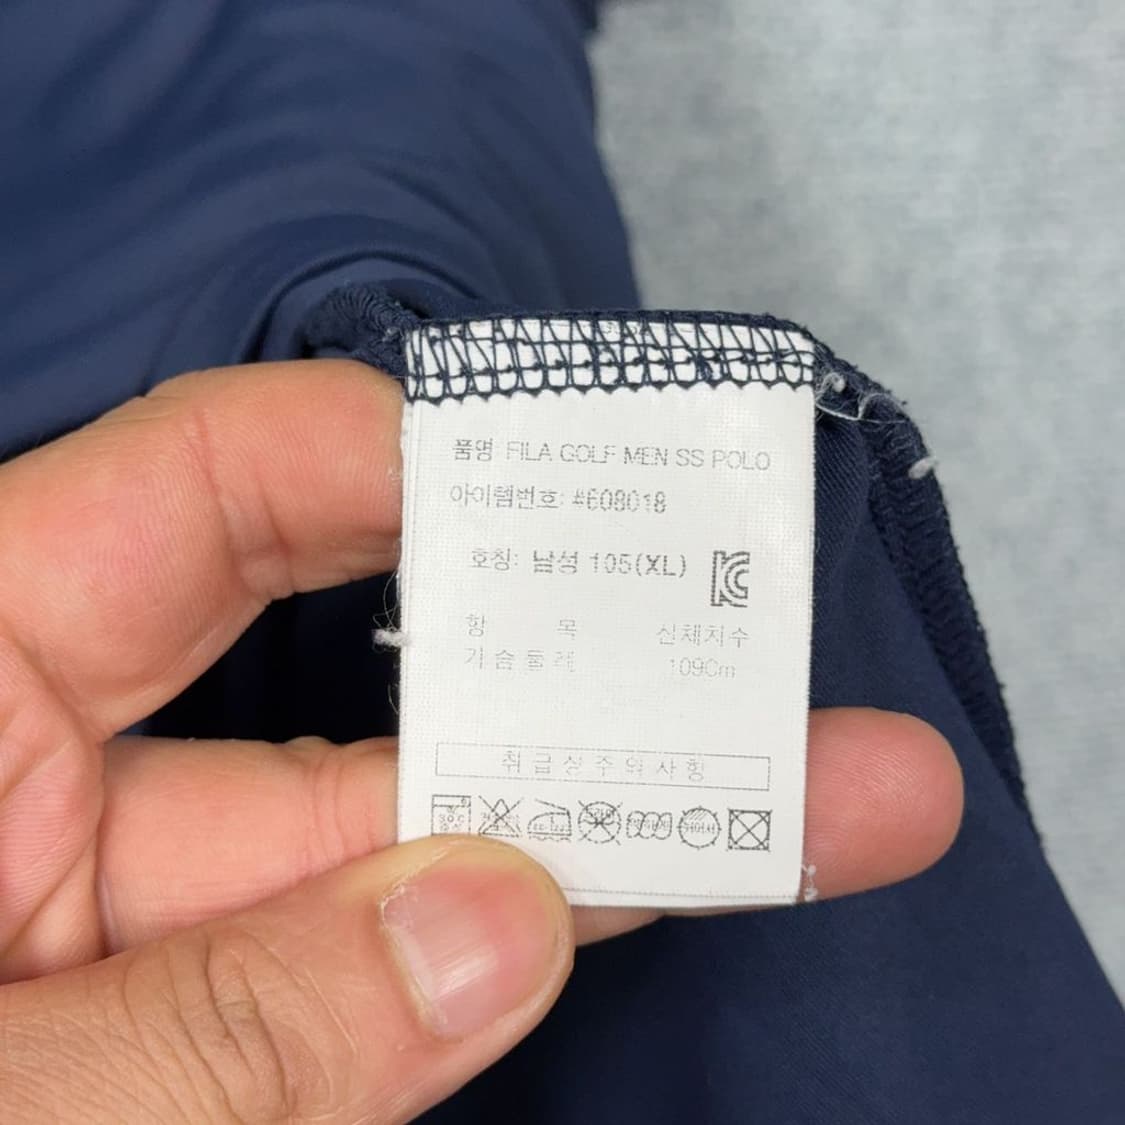 품명 FILA GOLF MEN SS POLO
아이템번호: #608018
호칭: 남성 105(XL)
항 목 신체치수
가슴둘레 109Cm
취급상주의사항